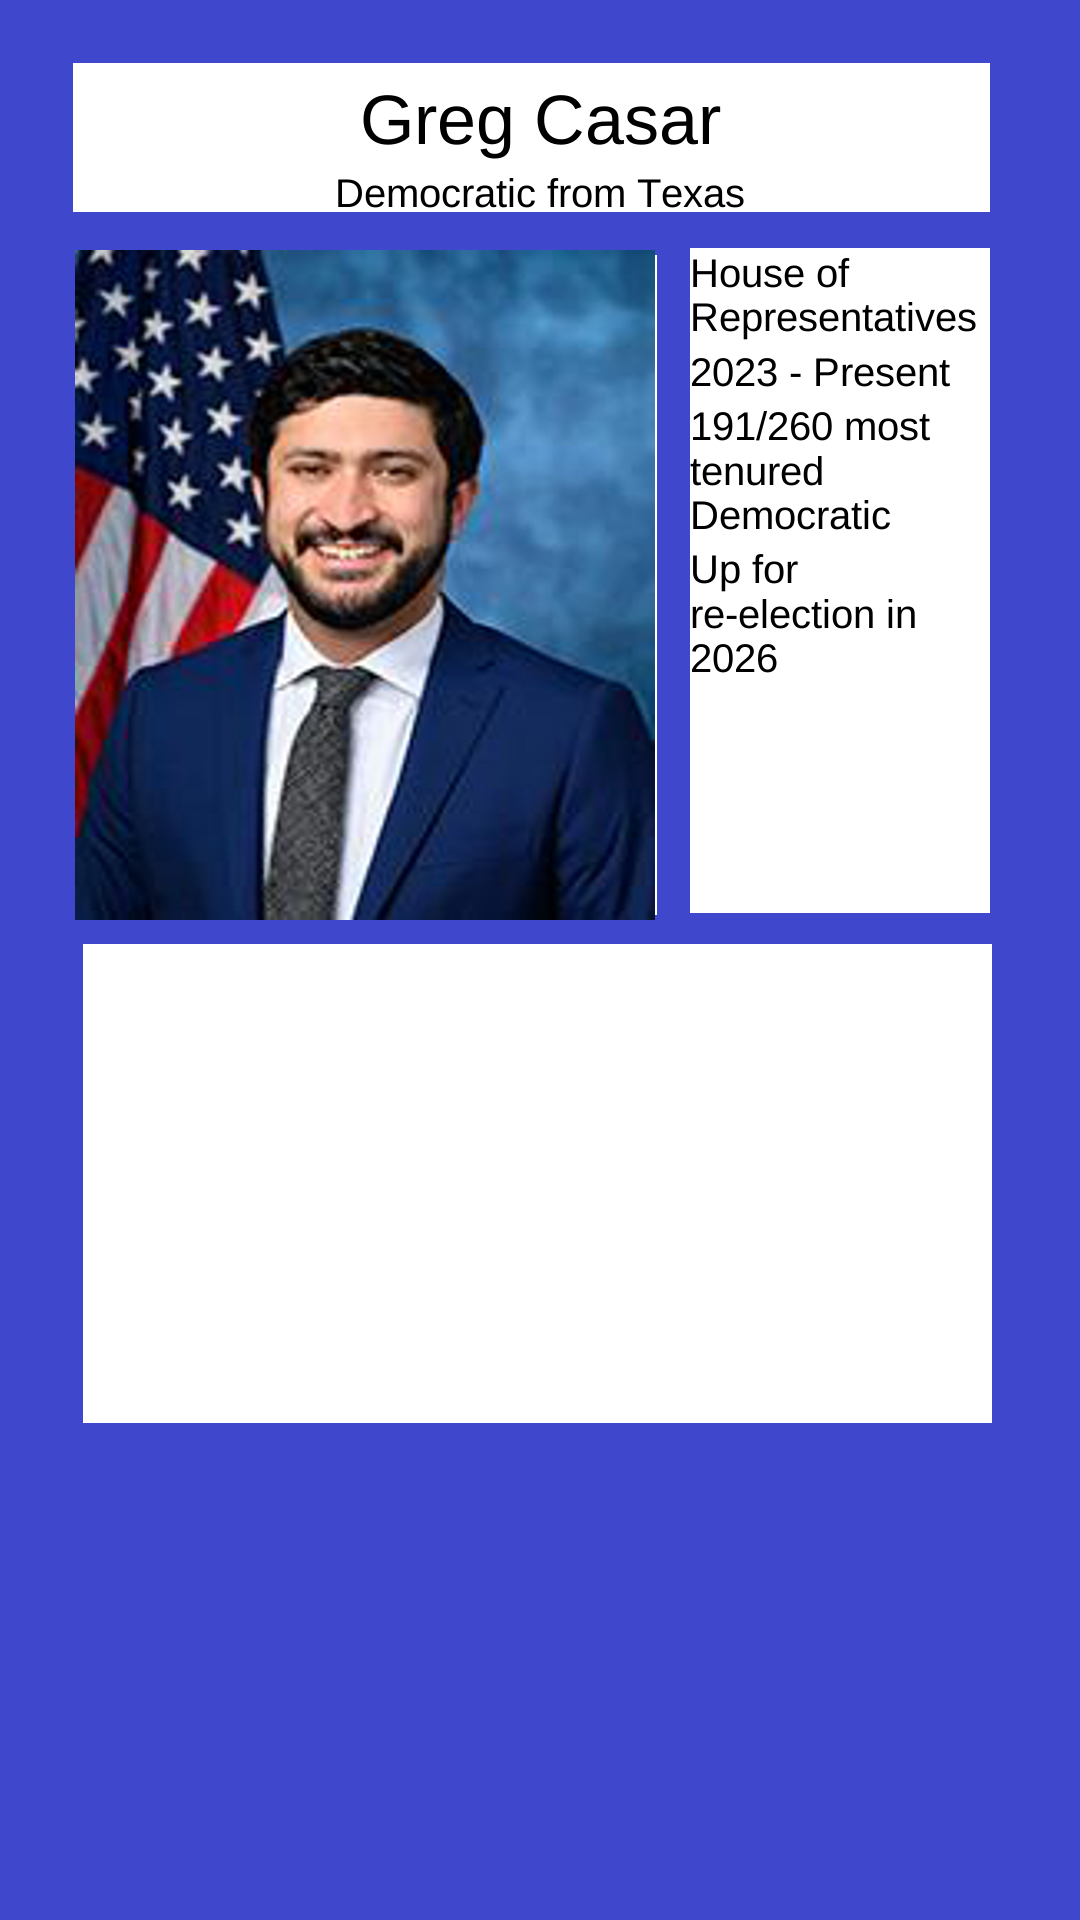 Greg Casar
Democratic from Texas
House of
Representatives
2023 - Present
191/260 most
tenured
Democratic
Up for
re-election in
2026